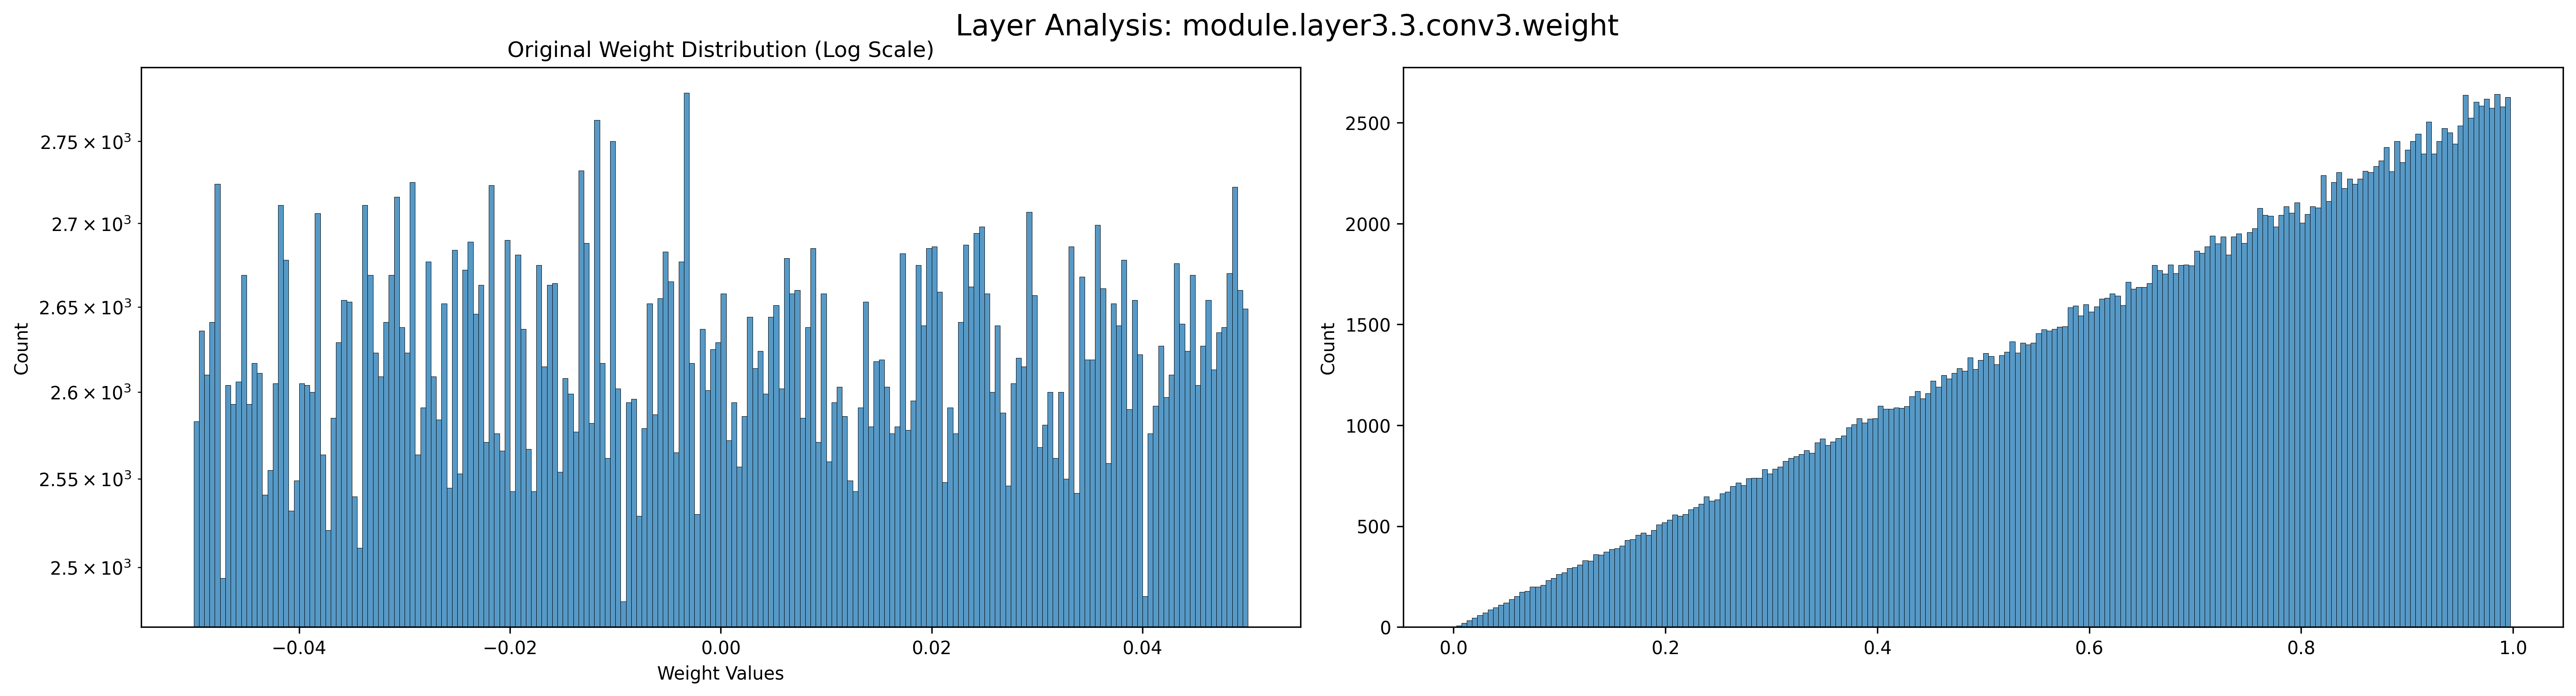 Layer Analysis: module.layer3.3.conv3.weight
Original Weight Distribution (Log Scale)
Count
2.75 × 10³
2.7 × 10³
2.65 × 10³
2.6 × 10³
2.55 × 10³
2.5 × 10³
−0.04 −0.02 0.00 0.02 0.04
Weight Values
Count
2500
2000
1500
1000
500
0
0.0 0.2 0.4 0.6 0.8 1.0